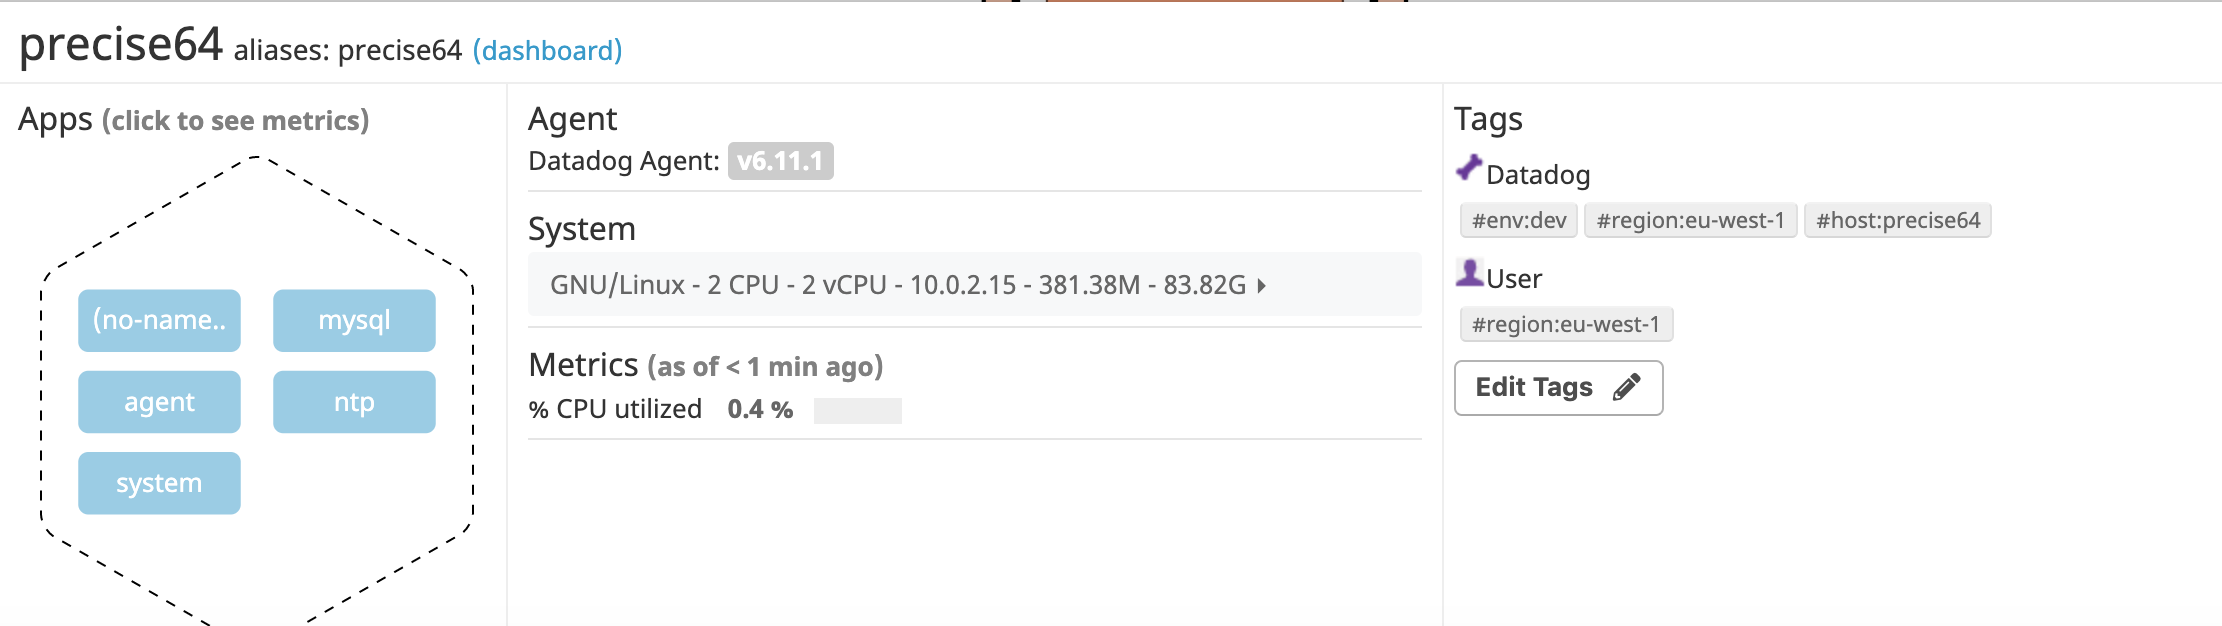 precise64 aliases: precise64 (dashboard)
Apps (click to see metrics)
(no-name..
mysql
agent
ntp
system
Agent
Datadog Agent: v6.11.1
System
GNU/Linux - 2 CPU - 2 vCPU - 10.0.2.15 - 381.38M - 83.82G
Metrics (as of < 1 min ago)
% CPU utilized 0.4 %
Tags
Datadog
#env:dev #region:eu-west-1 #host:precise64
User
#region:eu-west-1
Edit Tags